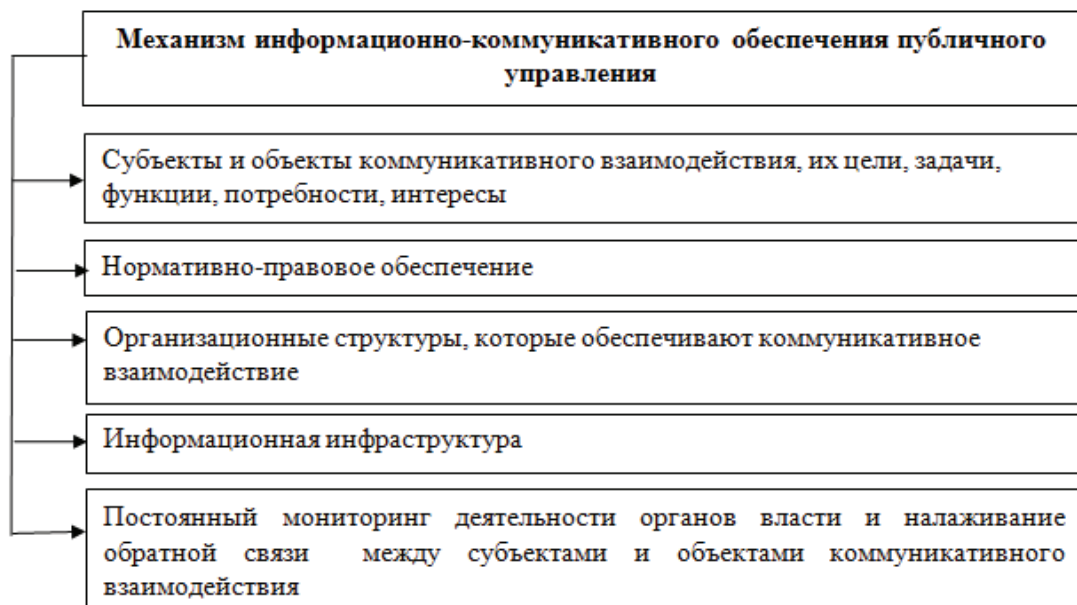 Механизм информационно-коммуникативного обеспечения публичного
управления
Субъекты и объекты коммуникативного взаимодействия, их цели, задачи,
функции, потребности, интересы
Нормативно-правовое обеспечение
Организационные структуры, которые обеспечивают коммуникативное
взаимодействие
Информационная инфраструктура
Постоянный мониторинг деятельности органов власти и налаживание
обратной связи между субъектами и объектами коммуникативного
взаимодействия